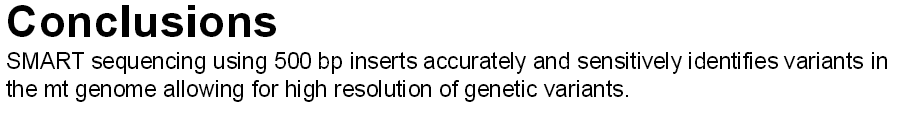 Conclusions
SMART sequencing using 500 bp inserts accurately and sensitively identifies variants in
the mt genome allowing for high resolution of genetic variants.